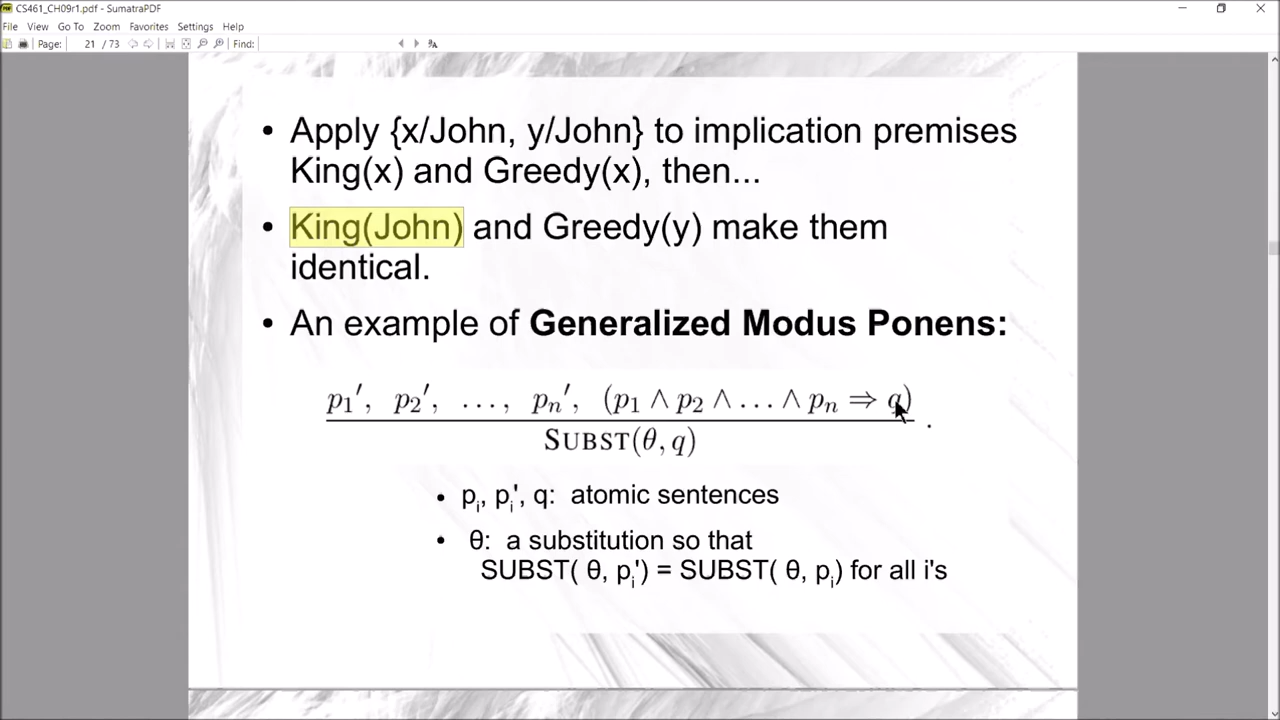 CS461_CH09r1.pdf - SumatraPDF
File View Go To Zoom Favorites Settings Help
Page: 21 / 73 Find:
• Apply {x/John, y/John} to implication premises
King(x) and Greedy(x), then...
• King(John) and Greedy(y) make them
identical.
• An example of Generalized Modus Ponens:
p₁′, p₂′, …, pₙ′, (p₁ ∧ p₂ ∧ … ∧ pₙ ⇒ q)
SUBST(θ, q) .
• pᵢ, pᵢ', q: atomic sentences
• θ: a substitution so that
SUBST( θ, pᵢ') = SUBST( θ, pᵢ) for all i's